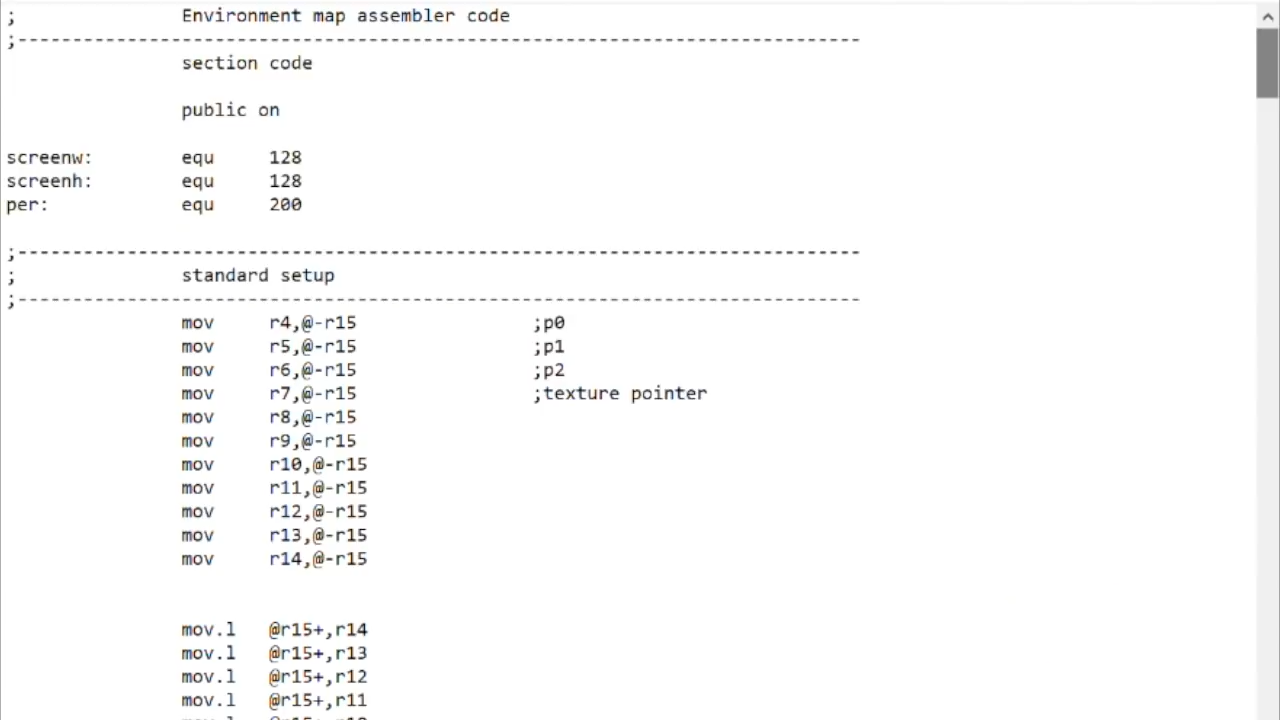 ; Environment map assembler code
;-----------------------------------------------------------------------------
section code
public on
screenw: equ 128
screenh: equ 128
per: equ 200
;-----------------------------------------------------------------------------
; standard setup
;-----------------------------------------------------------------------------
mov r4,@-r15 ;p0
mov r5,@-r15 ;p1
mov r6,@-r15 ;p2
mov r7,@-r15 ;texture pointer
mov r8,@-r15
mov r9,@-r15
mov r10,@-r15
mov r11,@-r15
mov r12,@-r15
mov r13,@-r15
mov r14,@-r15
mov.l @r15+,r14
mov.l @r15+,r13
mov.l @r15+,r12
mov.l @r15+,r11